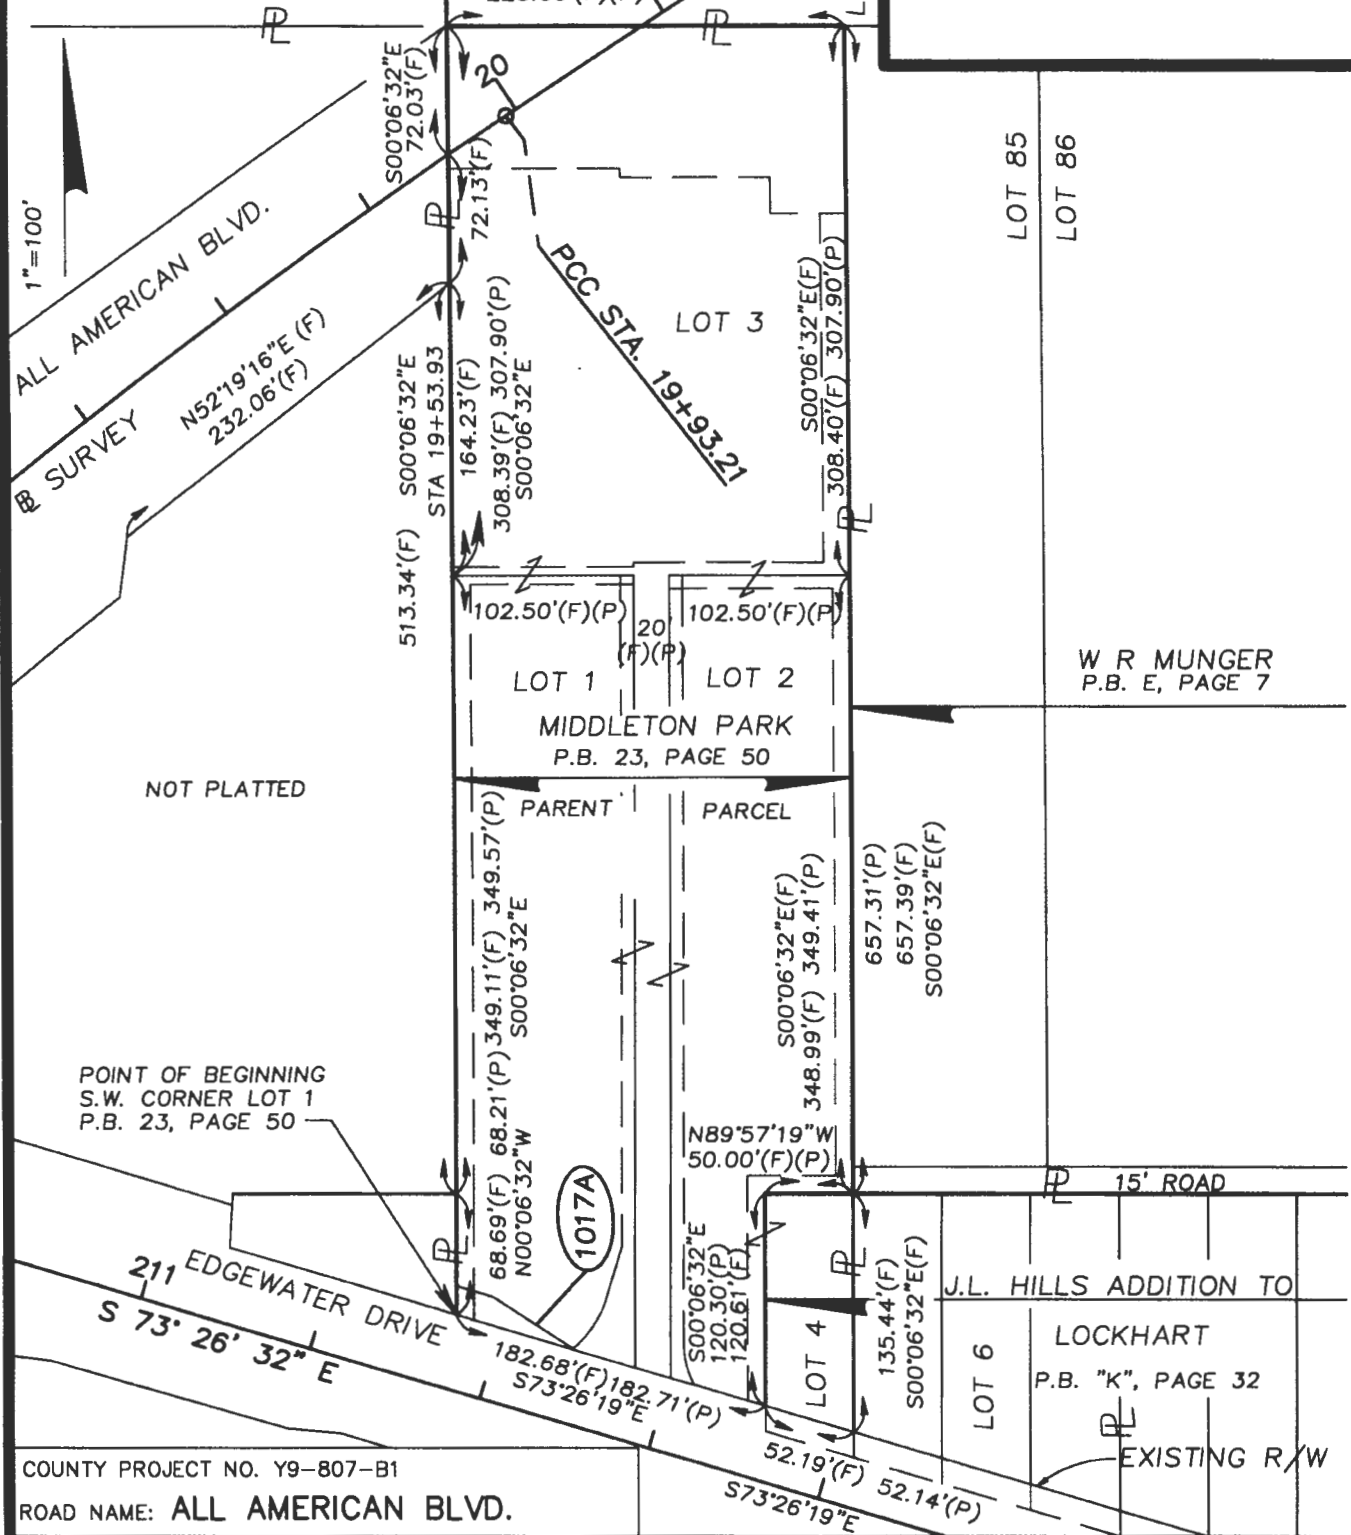 PL
PL
S00°06'32"E
72.03'(F)
20
72.13'(F)
PL
1"=100'
ALL AMERICAN BLVD.
BL SURVEY
N52°19'16"E (F)
232.06'(F)
PCC STA. 19+93.21
LOT 3
S00°06'32"E(F)
308.40'(F) 307.90'(P)
PL
LOT 85
LOT 86
S00°06'32"E
STA 19+53.93
164.23'(F)
308.39'(F) 307.90'(P)
S00°06'32"E
513.34'(F)
102.50'(F)(P)
20
(F)(P)
102.50'(F)(P)
LOT 1
LOT 2
MIDDLETON PARK
P.B. 23, PAGE 50
W R MUNGER
P.B. E, PAGE 7
NOT PLATTED
PARENT
PARCEL
68.69'(F) 68.21'(P) 349.11'(F) 349.57'(P)
N00°06'32"W
S00°06'32"E
S00°06'32"E(F)
348.99'(F) 349.41'(P)
657.31'(P)
657.39'(F)
S00°06'32"E(F)
POINT OF BEGINNING
S.W. CORNER LOT 1
P.B. 23, PAGE 50
N89°57'19"W
50.00'(F)(P)
1017A
PL
PL
15' ROAD
PL
S00°06'32"E
120.30'(P)
120.61'(F)
LOT 4
135.44'(F)
S00°06'32"E(F)
J.L. HILLS ADDITION TO
LOCKHART
P.B. "K", PAGE 32
LOT 6
PL
EXISTING R/W
211
EDGEWATER DRIVE
S 73° 26' 32" E
182.68'(F) 182.71'(P)
S73°26'19"E
52.19'(F) 52.14'(P)
S73°26'19"E
COUNTY PROJECT NO. Y9-807-B1
ROAD NAME: ALL AMERICAN BLVD.